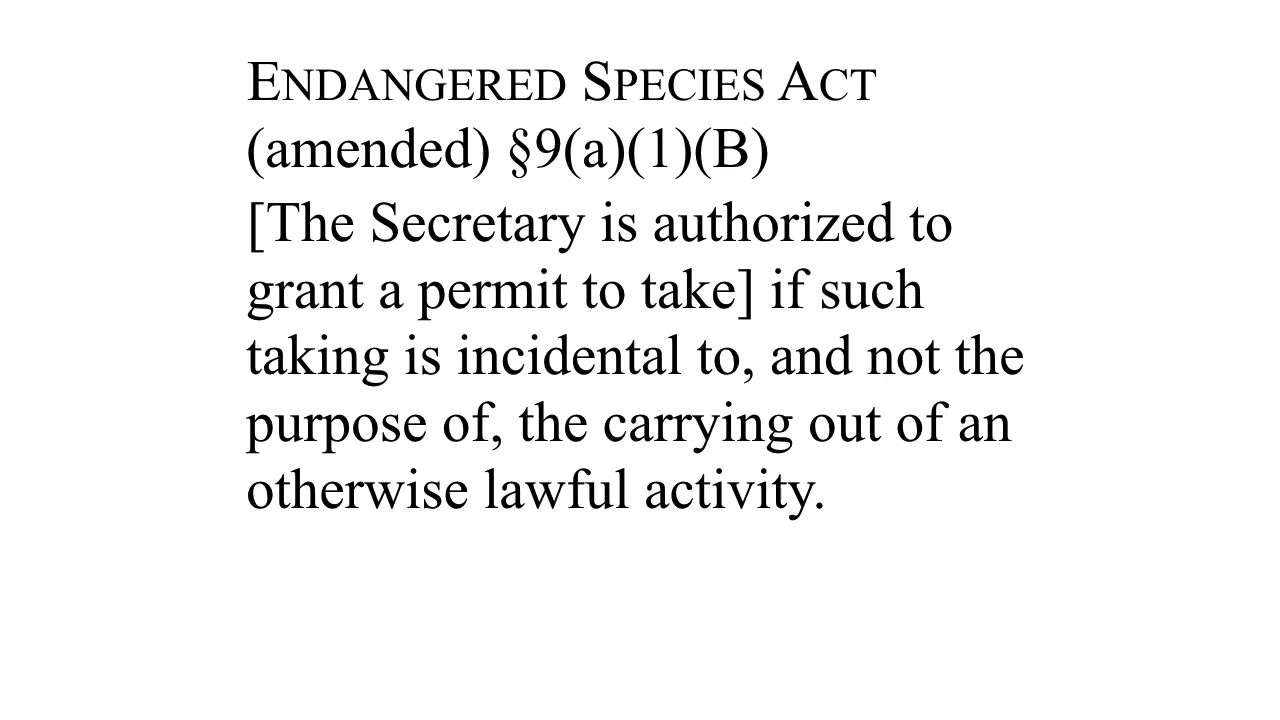 ENDANGERED SPECIES ACT
(amended) §9(a)(1)(B)
[The Secretary is authorized to
grant a permit to take] if such
taking is incidental to, and not the
purpose of, the carrying out of an
otherwise lawful activity.